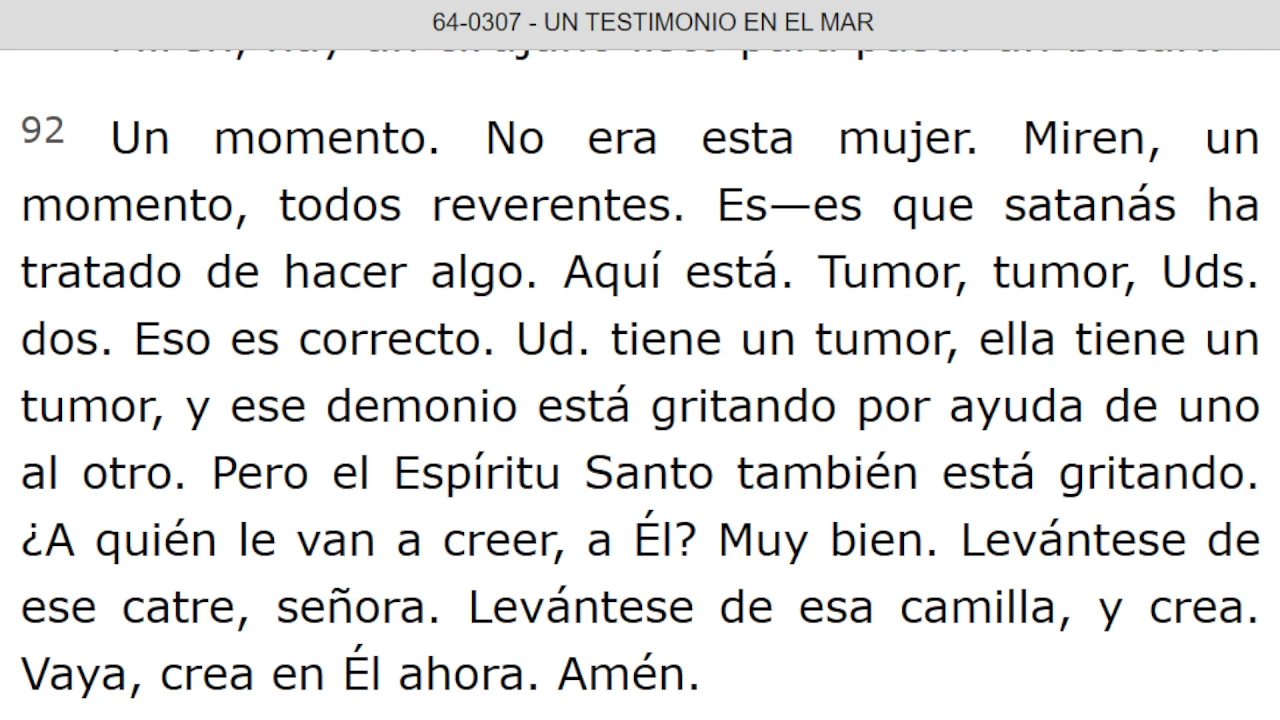 64-0307 - UN TESTIMONIO EN EL MAR
92 Un momento. No era esta mujer. Miren, un
momento, todos reverentes. Es—es que satanás ha
tratado de hacer algo. Aquí está. Tumor, tumor, Uds.
dos. Eso es correcto. Ud. tiene un tumor, ella tiene un
tumor, y ese demonio está gritando por ayuda de uno
al otro. Pero el Espíritu Santo también está gritando.
¿A quién le van a creer, a Él? Muy bien. Levántese de
ese catre, señora. Levántese de esa camilla, y crea.
Vaya, crea en Él ahora. Amén.